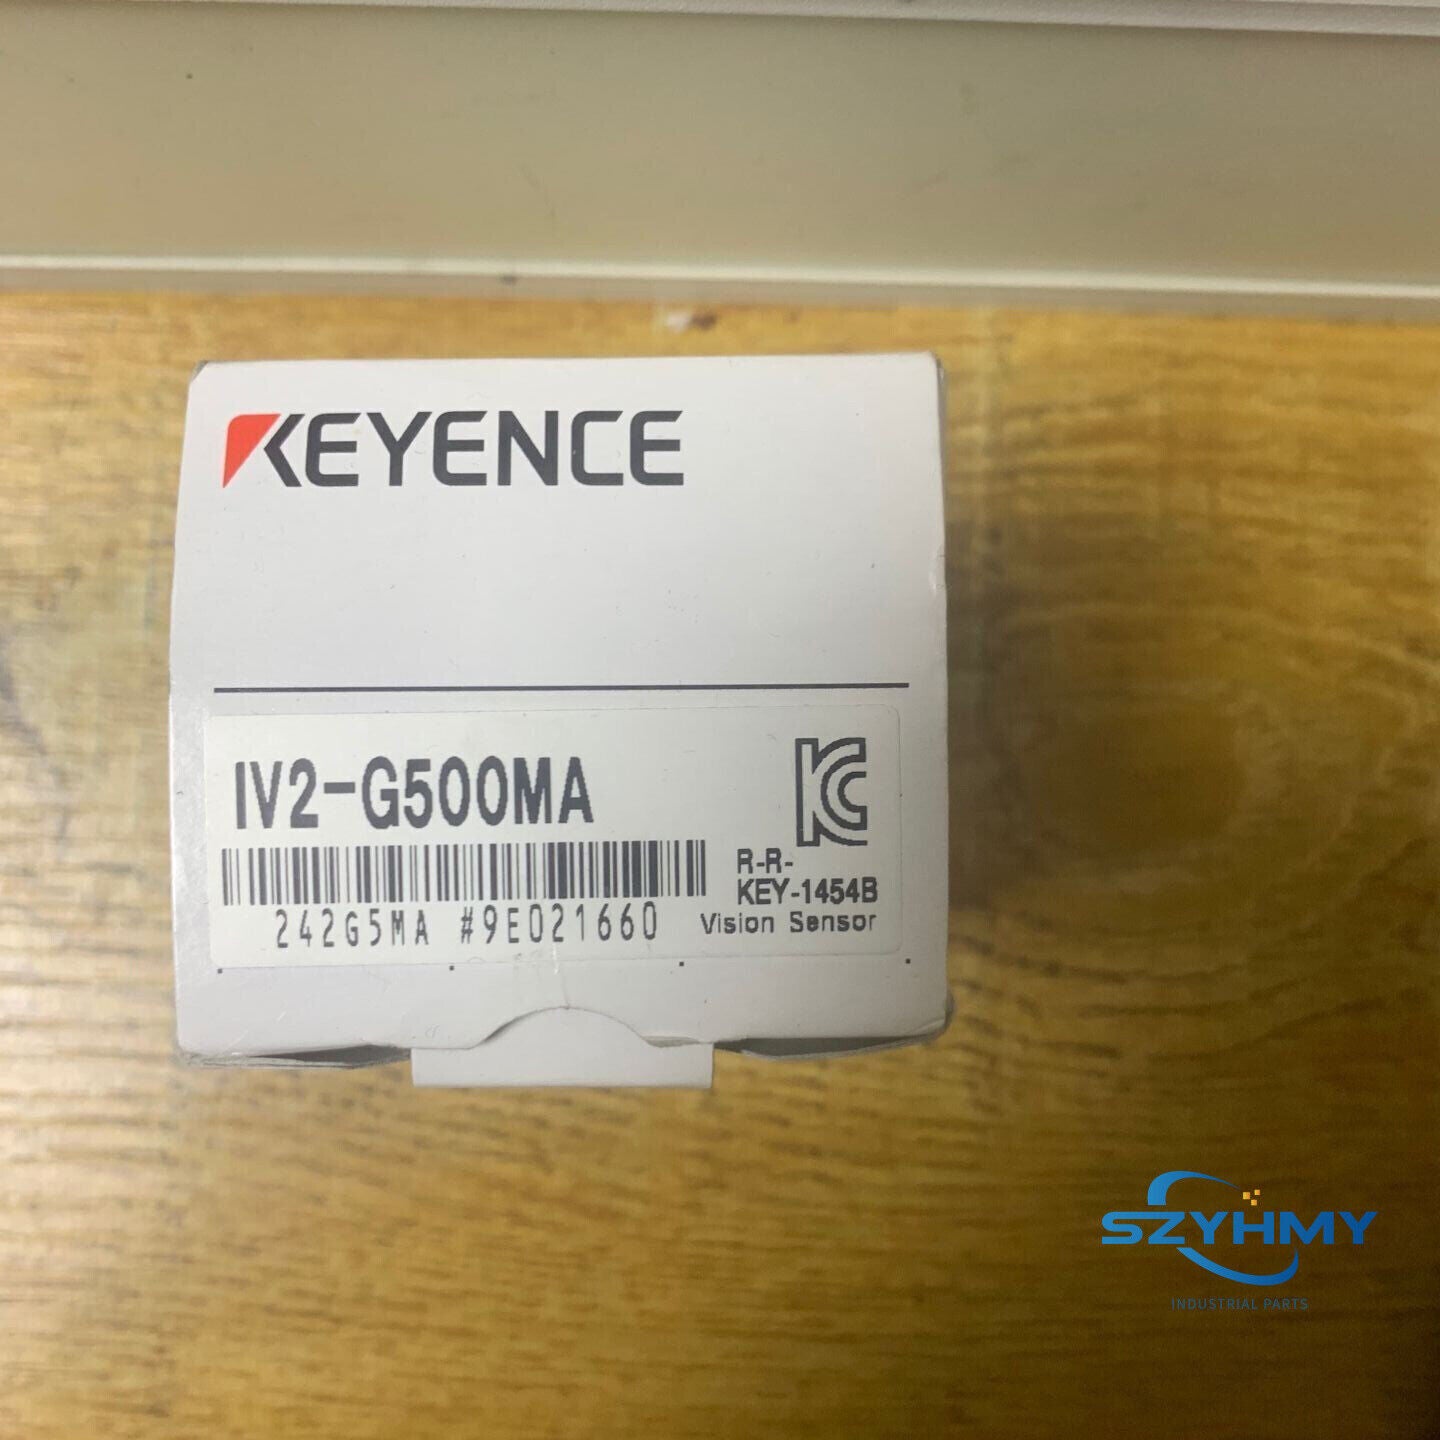 KEYENCE
IV2-G500MA
R-R-
KEY-1454B
242G5MA #9E021660
Vision Sensor
SZYHMY
INDUSTRIAL PARTS